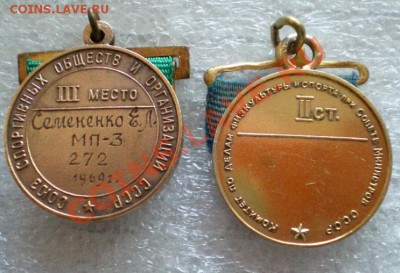 COINS.LAVE.RU
СОЮЗ СПОРТИВНЫХ ОБЩЕСТВ И ОРГАНИЗАЦИЙ СССР
III МЕСТО
Семененко Е.Л.
МП-3
272
1969г.
КОМИТЕТ ПО ДЕЛАМ ФИЗКУЛЬТУРЫ И СПОРТА ПРИ СОВЕТЕ МИНИСТРОВ СССР
II СТ.